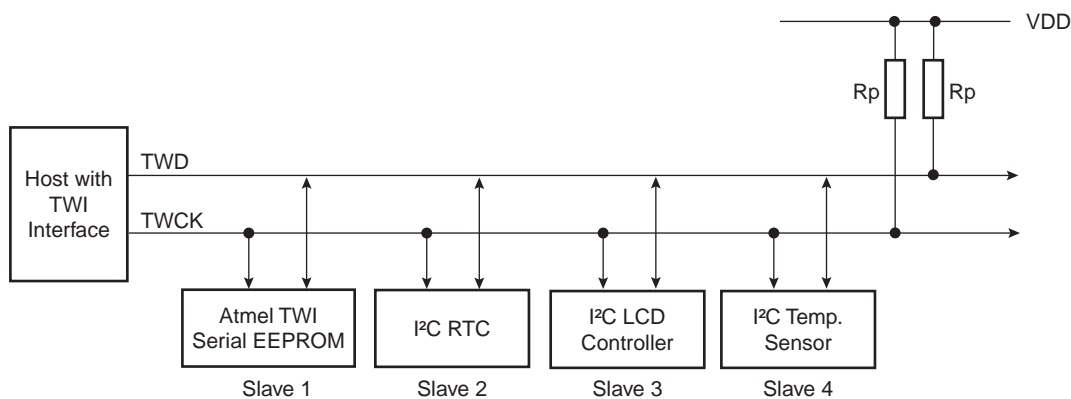 VDD
Rp
Rp
Host with
TWI
Interface
TWD
TWCK
Atmel TWI
Serial EEPROM
Slave 1
I²C RTC
Slave 2
I²C LCD
Controller
Slave 3
I²C Temp.
Sensor
Slave 4